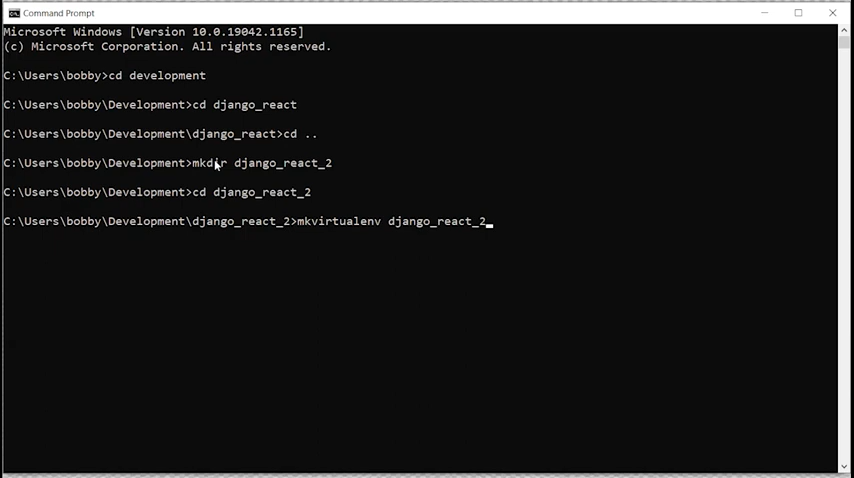 Command Prompt
Microsoft Windows [Version 10.0.19042.1165]
(c) Microsoft Corporation. All rights reserved.
C:\Users\bobby>cd development
C:\Users\bobby\Development>cd django_react
C:\Users\bobby\Development\django_react>cd ..
C:\Users\bobby\Development>mkdir django_react_2
C:\Users\bobby\Development>cd django_react_2
C:\Users\bobby\Development\django_react_2>mkvirtualenv django_react_2